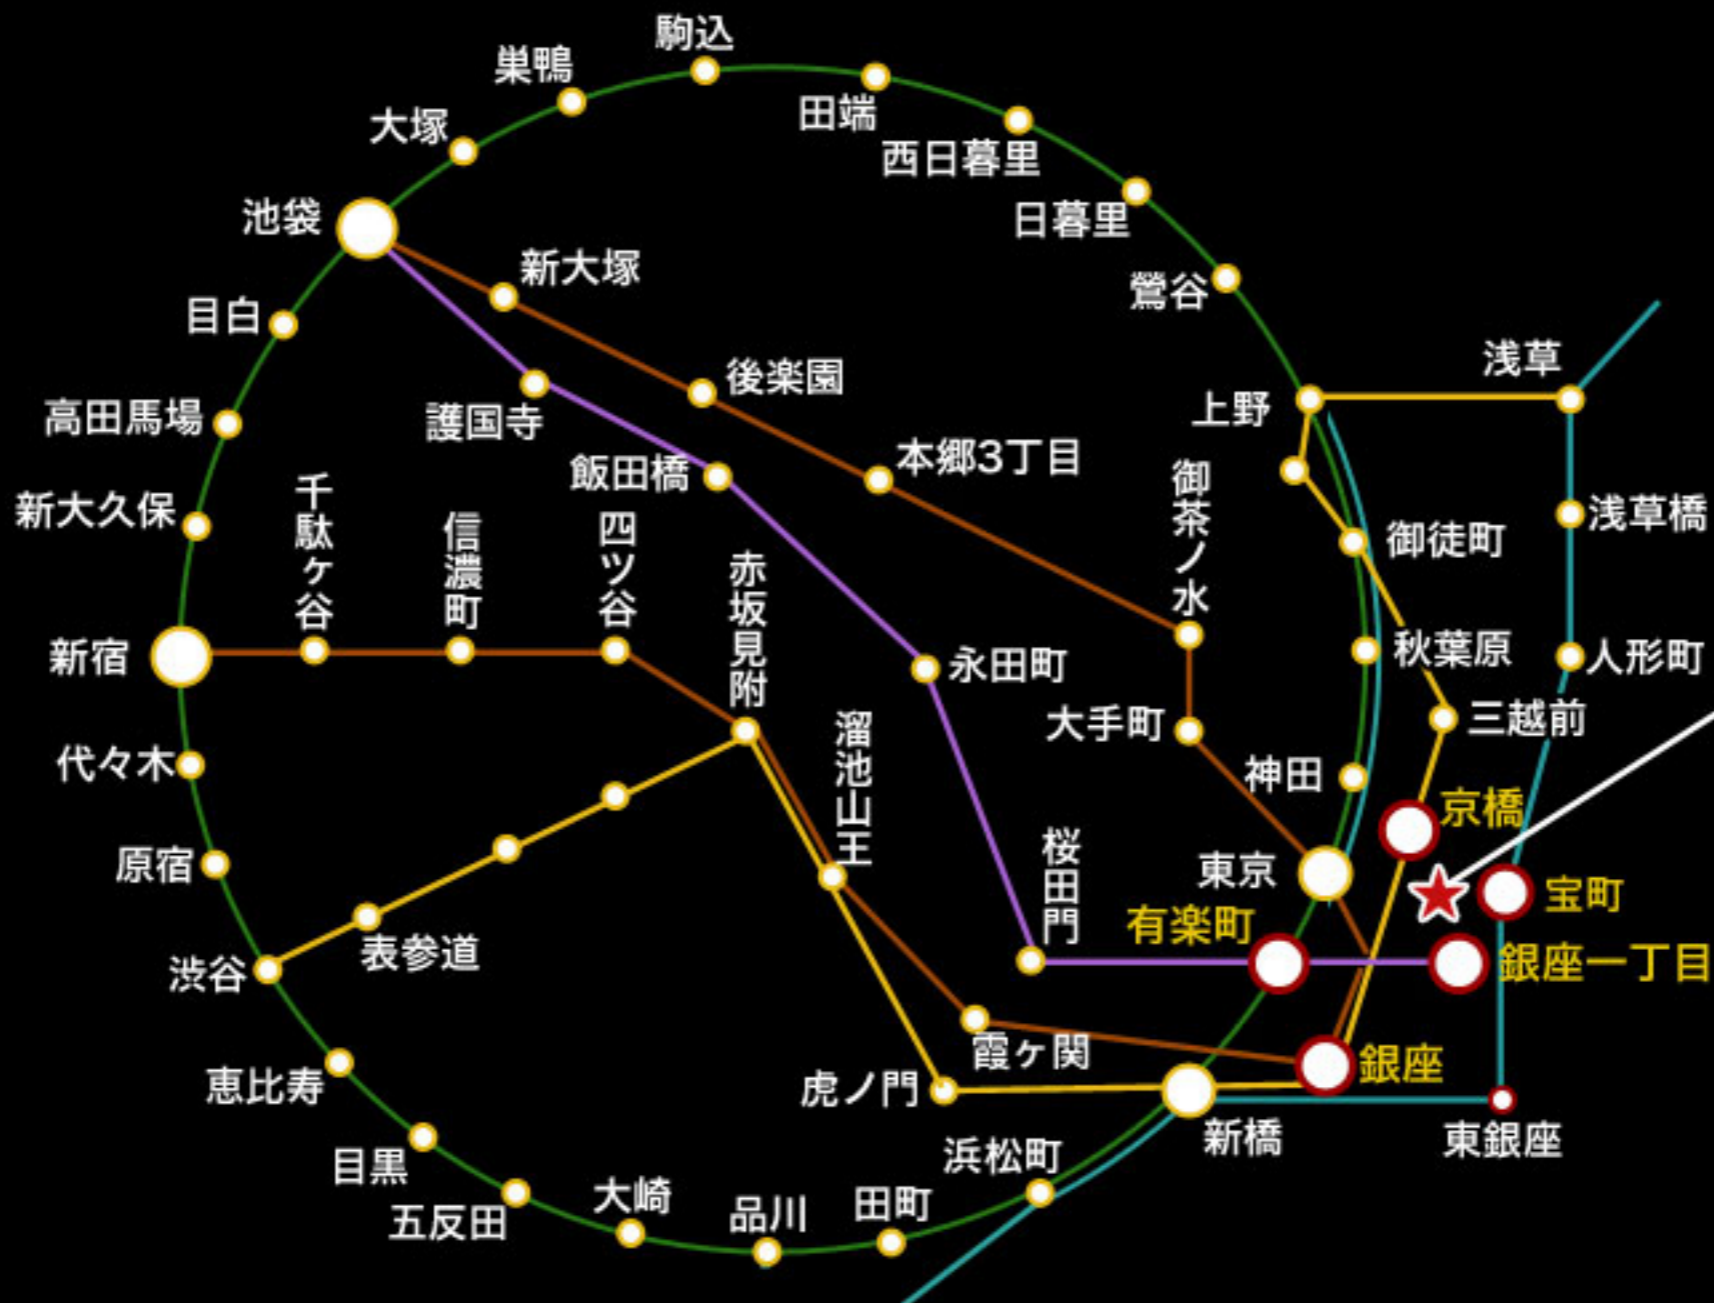 駒込
巣鴨
田端
大塚
西日暮里
池袋
日暮里
新大塚
鶯谷
目白
浅草
後楽園
護国寺
高田馬場
上野
本郷3丁目
飯田橋
御茶ノ水
新大久保
浅草橋
千駄ヶ谷
信濃町
四ツ谷
御徒町
赤坂見附
新宿
秋葉原
人形町
永田町
三越前
大手町
代々木
神田
溜池山王
京橋
原宿
東京
桜田門
宝町
有楽町
表参道
渋谷
銀座一丁目
霞ヶ関
銀座
恵比寿
虎ノ門
新橋
東銀座
浜松町
目黒
五反田
大崎
品川
田町